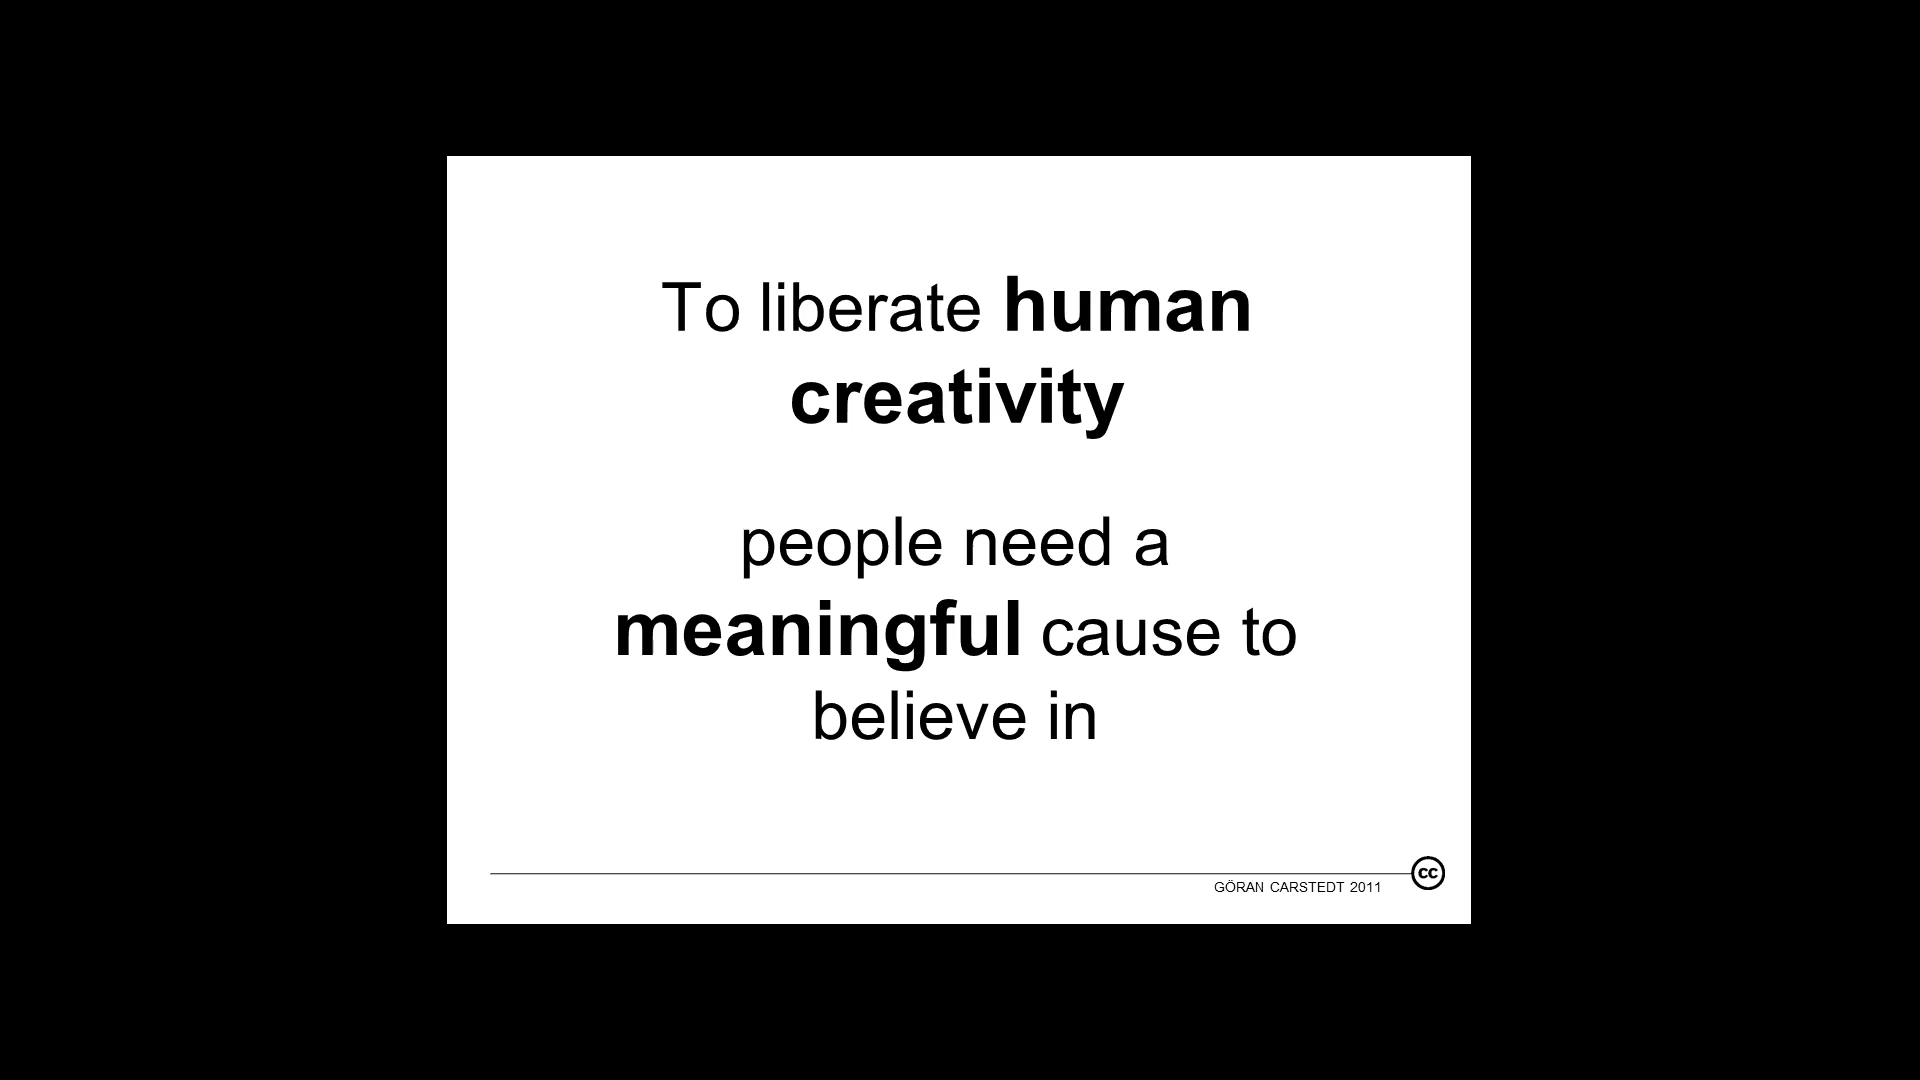 To liberate human
creativity
people need a
meaningful cause to
believe in
GÖRAN CARSTEDT 2011
cc